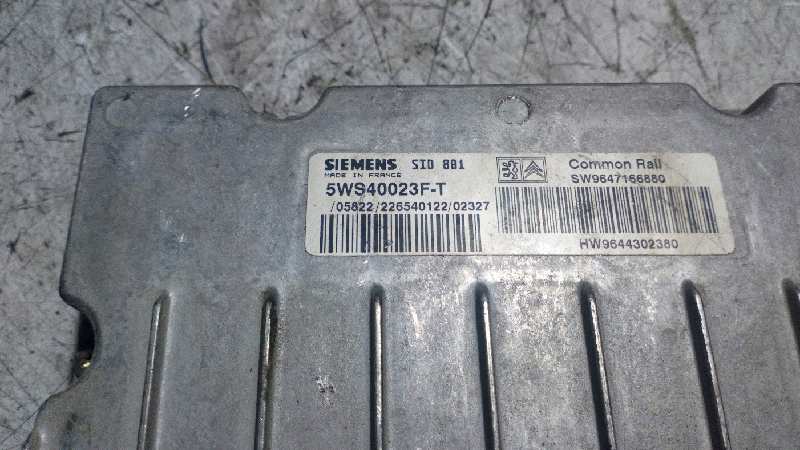 SIEMENS SID 801
MADE IN FRANCE
5WS40023F-T
/05822/226540122/02327
Common Rail
SW9647166880
HW9644302380